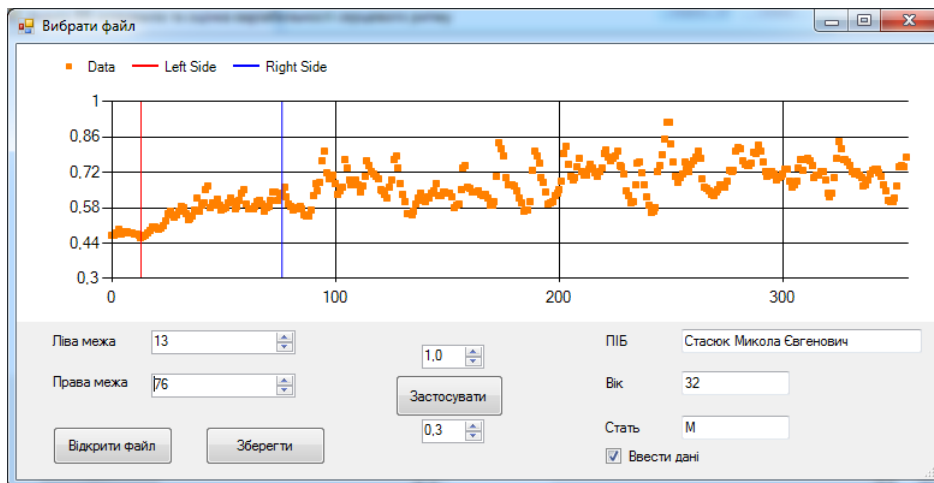 Вибрати файл
Data Left Side Right Side
1
0,86
0,72
0,58
0,44
0,3
0 100 200 300
Ліва межа 13
Права межа 76
1,0
Застосувати
0,3
Відкрити файл Зберегти
ПІБ Стасюк Микола Євгенович
Вік 32
Стать М
Ввести дані